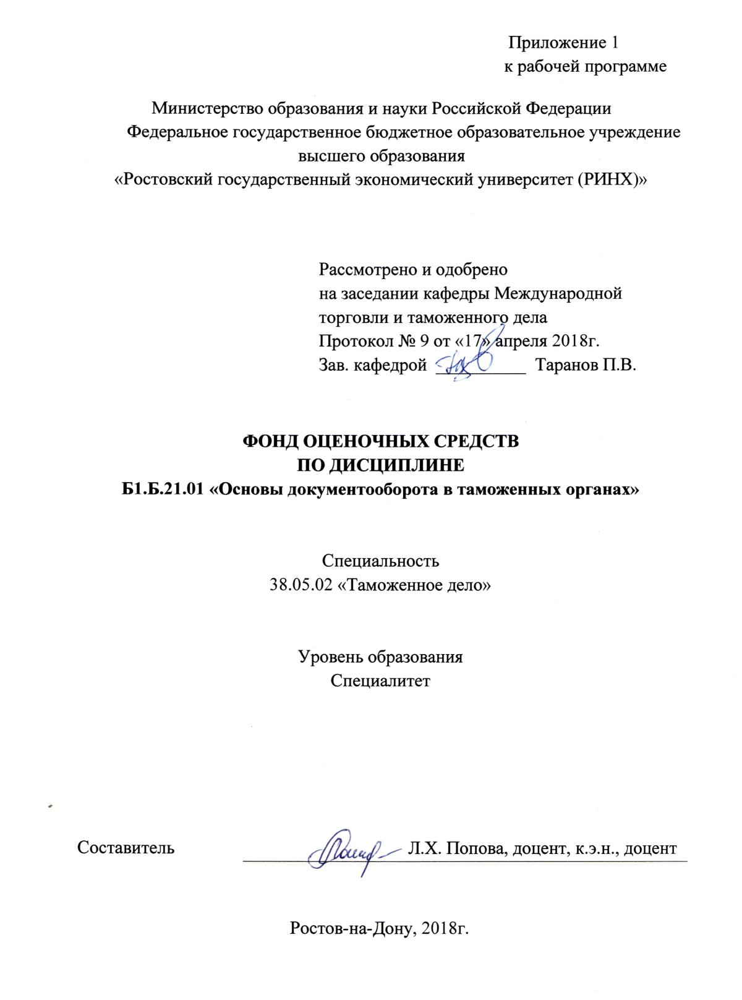 Приложение 1
к рабочей программе
Министерство образования и науки Российской Федерации
Федеральное государственное бюджетное образовательное учреждение
высшего образования
«Ростовский государственный экономический университет (РИНХ)»
Рассмотрено и одобрено
на заседании кафедры Международной
торговли и таможенного дела
Протокол № 9 от «17» апреля 2018г.
Зав. кафедрой Таранов П.В.
ФОНД ОЦЕНОЧНЫХ СРЕДСТВ
ПО ДИСЦИПЛИНЕ
Б1.Б.21.01 «Основы документооборота в таможенных органах»
Специальность
38.05.02 «Таможенное дело»
Уровень образования
Специалитет
Составитель Л.Х. Попова, доцент, к.э.н., доцент
Ростов-на-Дону, 2018г.